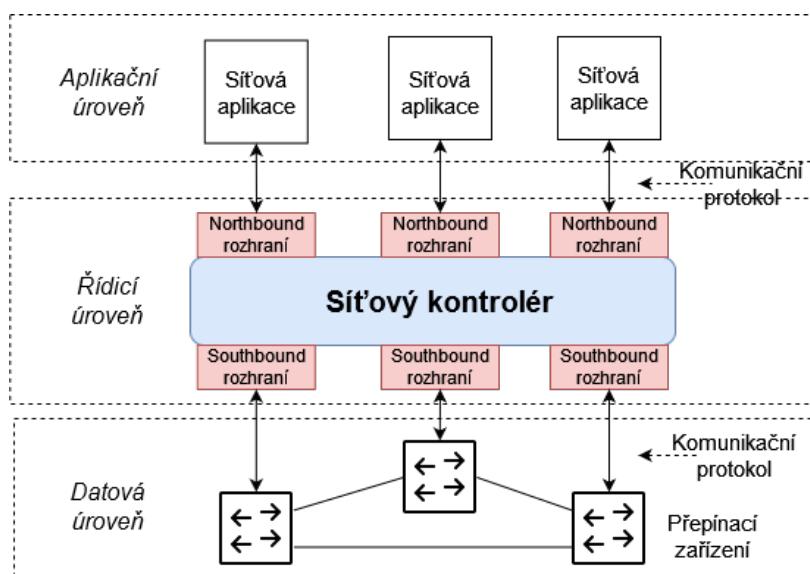 Aplikační
úroveň
Síťová
aplikace
Síťová
aplikace
Síťová
aplikace
Komunikační
protokol
Řídicí
úroveň
Northbound
rozhraní
Northbound
rozhraní
Northbound
rozhraní
Síťový kontrolér
Southbound
rozhraní
Southbound
rozhraní
Southbound
rozhraní
Komunikační
protokol
Datová
úroveň
Přepínací
zařízení